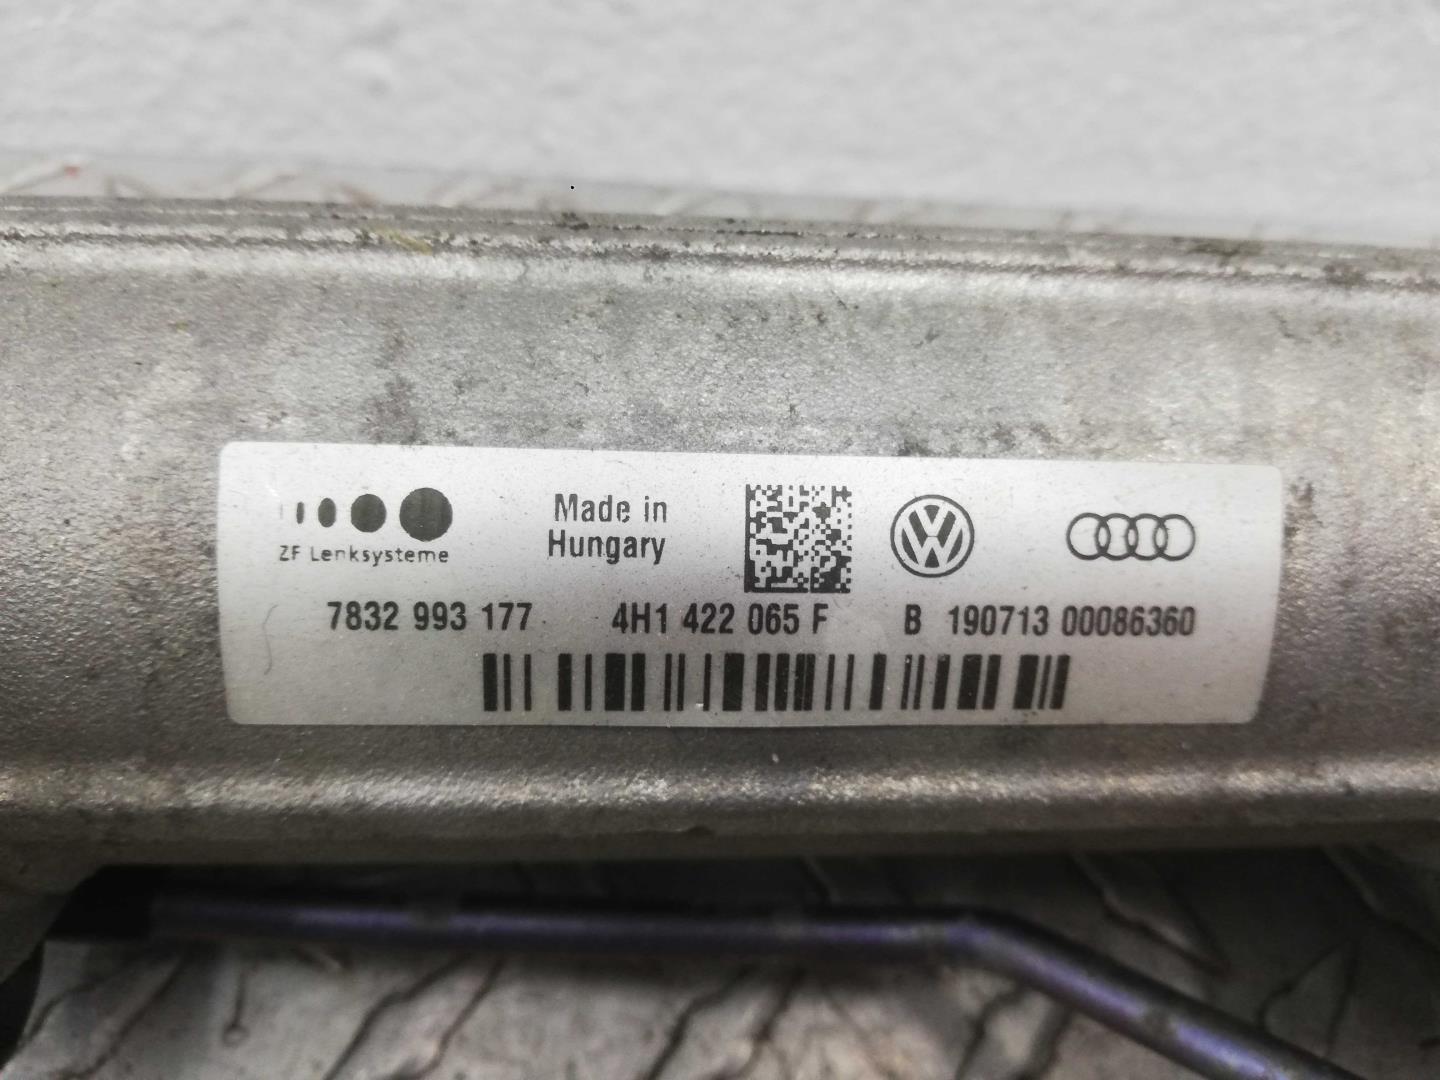 ZF Lenksysteme
Made in
Hungary
7832 993 177 4H1 422 065 F B 190713 00086360